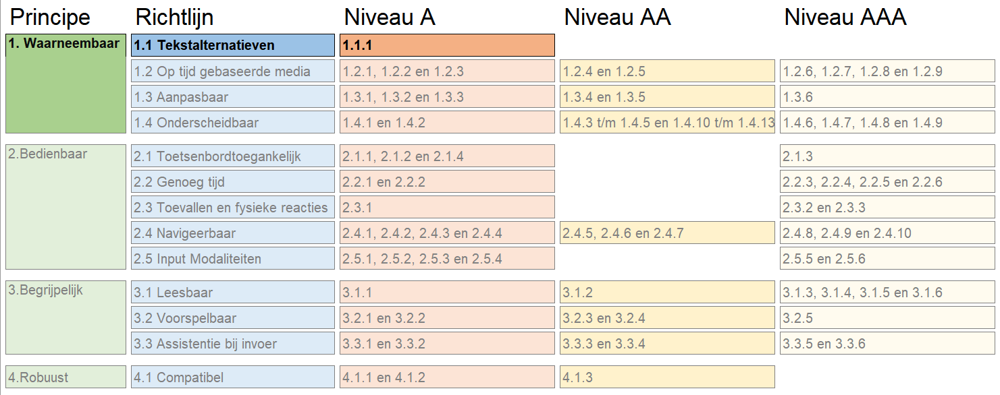 Principe Richtlijn Niveau A Niveau AA Niveau AAA
1. Waarneembaar 1.1 Tekstalternatieven 1.1.1
1.2 Op tijd gebaseerde media 1.2.1, 1.2.2 en 1.2.3 1.2.4 en 1.2.5 1.2.6, 1.2.7, 1.2.8 en 1.2.9
1.3 Aanpasbaar 1.3.1, 1.3.2 en 1.3.3 1.3.4 en 1.3.5 1.3.6
1.4 Onderscheidbaar 1.4.1 en 1.4.2 1.4.3 t/m 1.4.5 en 1.4.10 t/m 1.4.13 1.4.6, 1.4.7, 1.4.8 en 1.4.9
2.Bedienbaar 2.1 Toetsenbordtoegankelijk 2.1.1, 2.1.2 en 2.1.4 2.1.3
2.2 Genoeg tijd 2.2.1 en 2.2.2 2.2.3, 2.2.4, 2.2.5 en 2.2.6
2.3 Toevallen en fysieke reacties 2.3.1 2.3.2 en 2.3.3
2.4 Navigeerbaar 2.4.1, 2.4.2, 2.4.3 en 2.4.4 2.4.5, 2.4.6 en 2.4.7 2.4.8, 2.4.9 en 2.4.10
2.5 Input Modaliteiten 2.5.1, 2.5.2, 2.5.3 en 2.5.4 2.5.5 en 2.5.6
3.Begrijpelijk 3.1 Leesbaar 3.1.1 3.1.2 3.1.3, 3.1.4, 3.1.5 en 3.1.6
3.2 Voorspelbaar 3.2.1 en 3.2.2 3.2.3 en 3.2.4 3.2.5
3.3 Assistentie bij invoer 3.3.1 en 3.3.2 3.3.3 en 3.3.4 3.3.5 en 3.3.6
4.Robuust 4.1 Compatibel 4.1.1 en 4.1.2 4.1.3